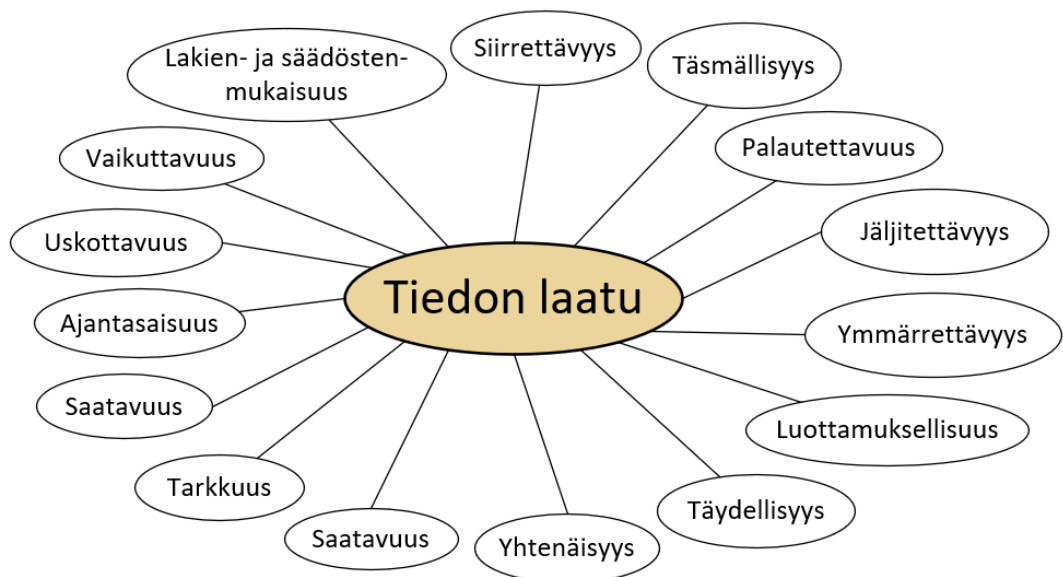 Siirrettävyys
Lakien- ja säädösten-
mukaisuus
Täsmällisyys
Vaikuttavuus
Palautettavuus
Uskottavuus
Jäljitettävyys
Tiedon laatu
Ajantasaisuus
Ymmärrettävyys
Saatavuus
Luottamuksellisuus
Tarkkuus
Täydellisyys
Saatavuus
Yhtenäisyys